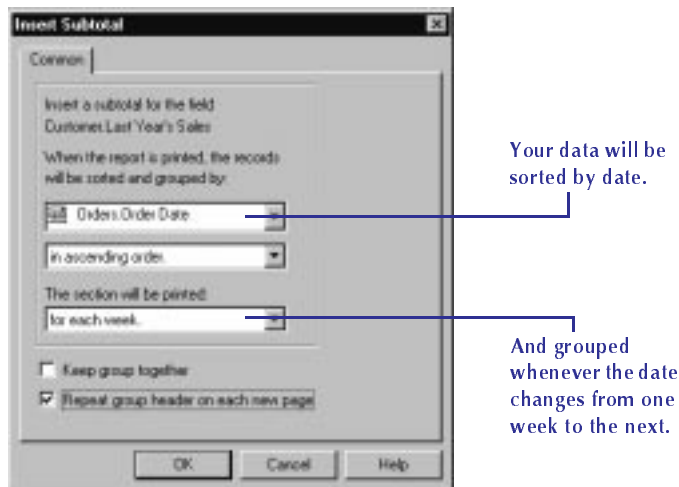 Insert Subtotal
Common
Insert a subtotal for the field
Customer.Last Year's Sales
When the report is printed, the records
will be sorted and grouped by:
Orders.Order Date
in ascending order.
The section will be printed:
for each week.
Keep group together
Repeat group header on each new page
OK
Cancel
Help
Your data will be
sorted by date.
And grouped
whenever the date
changes from one
week to the next.